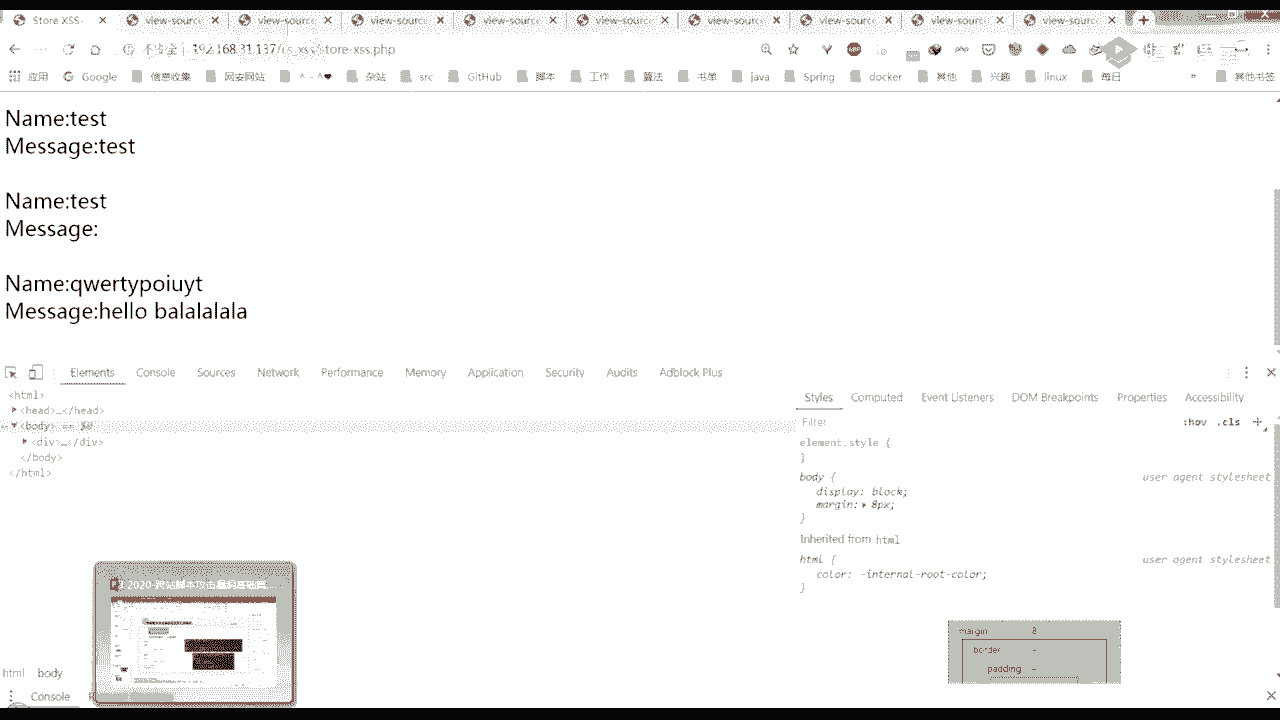 Store XSS- × view-source × view-source × view-source × view-source × view-source × view-source × view-source × view-source × view-source ×
不安全 | 192.168.31.137/ /store-xss.php
应用 Google 信息收集 网安网站 ^ - ^❤ 杂站 src GitHub 脚本 工作 算法 书单 java Spring docker 其他 兴趣 linux 每日 » 其他书签
Name:test
Message:test
Name:test
Message:
Name:qwertypoiuyt
Message:hello balalalala
Elements Console Sources Network Performance Memory Application Security Audits Adblock Plus
<html>
<head>…</head>
<body> == $0
<div>…</div>
</body>
</html>
Styles Computed Event Listeners DOM Breakpoints Properties Accessibility
Filter :hov .cls +
element.style {
}
body { user agent stylesheet
display: block;
margin: 8px;
}
Inherited from html
html { user agent stylesheet
color: -internal-root-color;
}
margin 8
border -
padding -
2020-跨站脚本攻击漏洞基础篇...
html body
Console